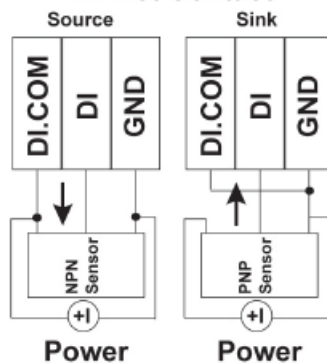 Source
DI.COM
DI
GND
NPN
Sensor
Power
Sink
DI.COM
DI
GND
PNP
Sensor
Power